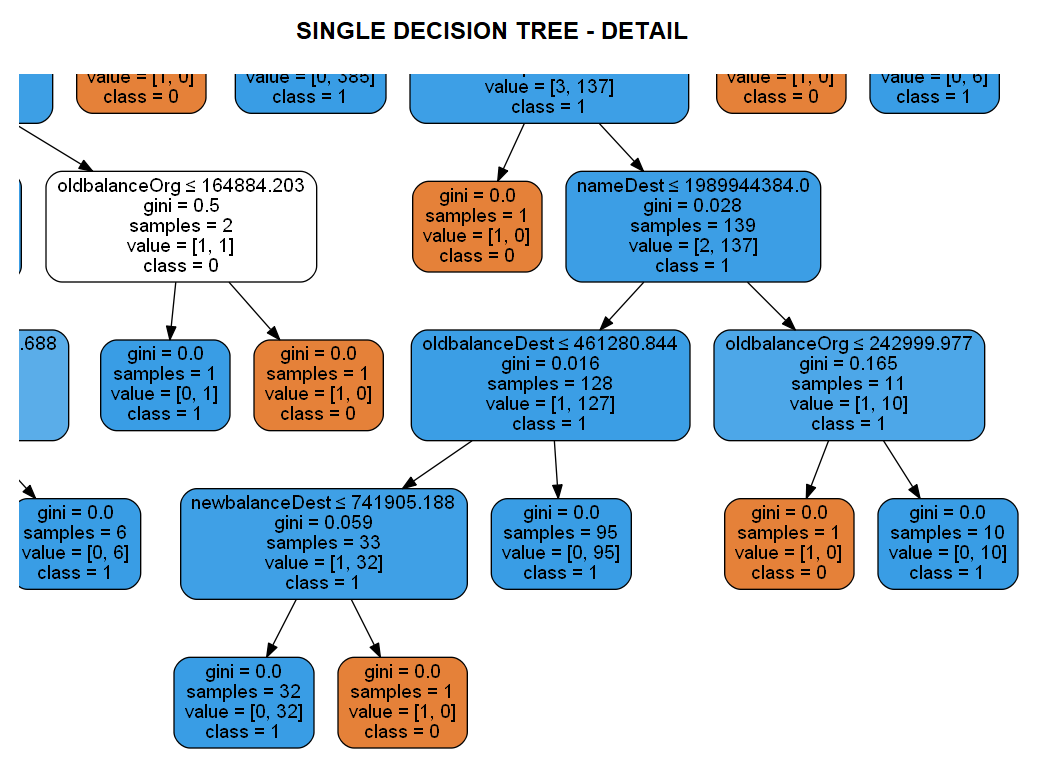 SINGLE DECISION TREE - DETAIL
value = [1, 0]
class = 0
value = [0, 385]
class = 1
value = [3, 137]
class = 1
value = [1, 0]
class = 0
value = [0, 6]
class = 1
oldbalanceOrg ≤ 164884.203
gini = 0.5
samples = 2
value = [1, 1]
class = 0
gini = 0.0
samples = 1
value = [1, 0]
class = 0
nameDest ≤ 1989944384.0
gini = 0.028
samples = 139
value = [2, 137]
class = 1
.688
gini = 0.0
samples = 1
value = [0, 1]
class = 1
gini = 0.0
samples = 1
value = [1, 0]
class = 0
oldbalanceDest ≤ 461280.844
gini = 0.016
samples = 128
value = [1, 127]
class = 1
oldbalanceOrg ≤ 242999.977
gini = 0.165
samples = 11
value = [1, 10]
class = 1
gini = 0.0
samples = 6
value = [0, 6]
class = 1
newbalanceDest ≤ 741905.188
gini = 0.059
samples = 33
value = [1, 32]
class = 1
gini = 0.0
samples = 95
value = [0, 95]
class = 1
gini = 0.0
samples = 1
value = [1, 0]
class = 0
gini = 0.0
samples = 10
value = [0, 10]
class = 1
gini = 0.0
samples = 32
value = [0, 32]
class = 1
gini = 0.0
samples = 1
value = [1, 0]
class = 0